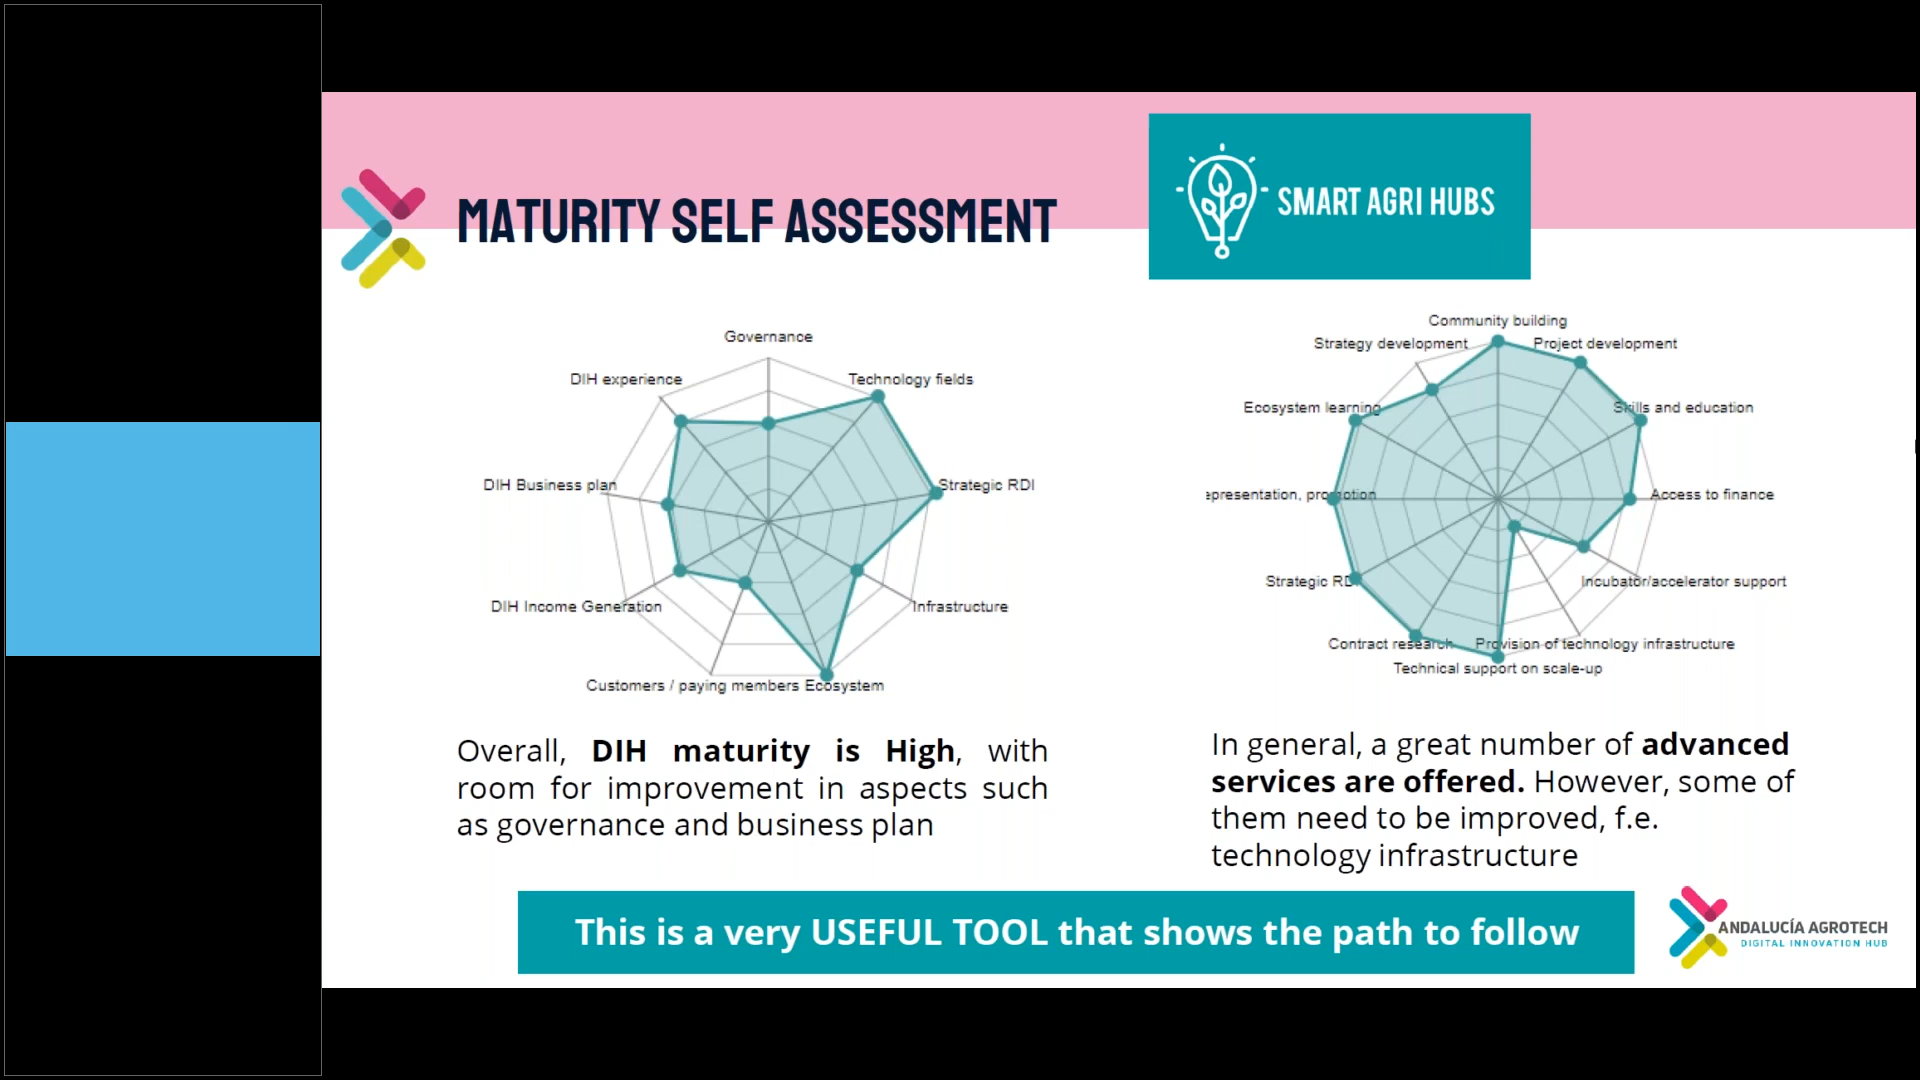 MATURITY SELF ASSESSMENT
SMART AGRI HUBS
Governance
DIH experience
Technology fields
DIH Business plan
Strategic RDI
DIH Income Generation
Infrastructure
Customers / paying members
Ecosystem
Community building
Strategy development
Project development
Ecosystem learning
Skills and education
epresentation, promotion
Access to finance
Strategic RD
Incubator/accelerator support
Contract research
Provision of technology infrastructure
Technical support on scale-up
Overall, DIH maturity is High, with
room for improvement in aspects such
as governance and business plan
In general, a great number of advanced
services are offered. However, some of
them need to be improved, f.e.
technology infrastructure
This is a very USEFUL TOOL that shows the path to follow
ANDALUCÍA AGROTECH
DIGITAL INNOVATION HUB